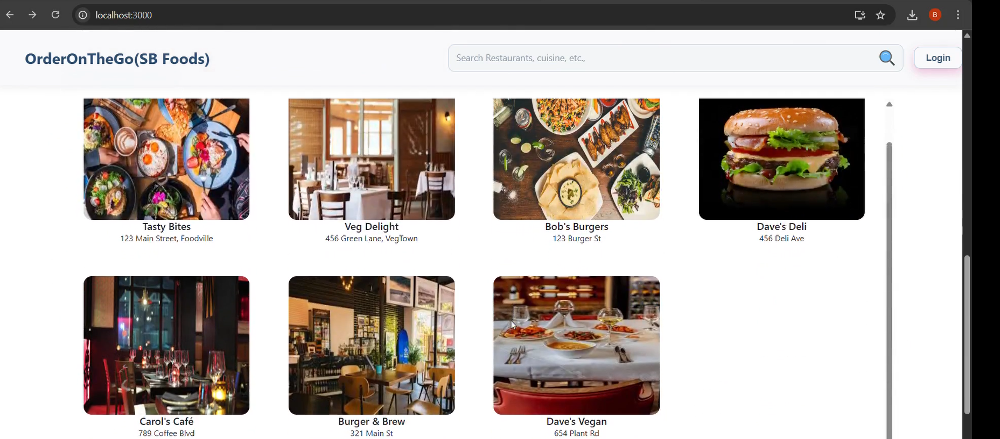 localhost:3000
B
OrderOnTheGo(SB Foods)
Search Restaurants, cuisine, etc.,
Login
Tasty Bites
123 Main Street, Foodville
Veg Delight
456 Green Lane, VegTown
Bob's Burgers
123 Burger St
Dave's Deli
456 Deli Ave
Carol's Café
789 Coffee Blvd
Burger & Brew
321 Main St
Dave's Vegan
654 Plant Rd